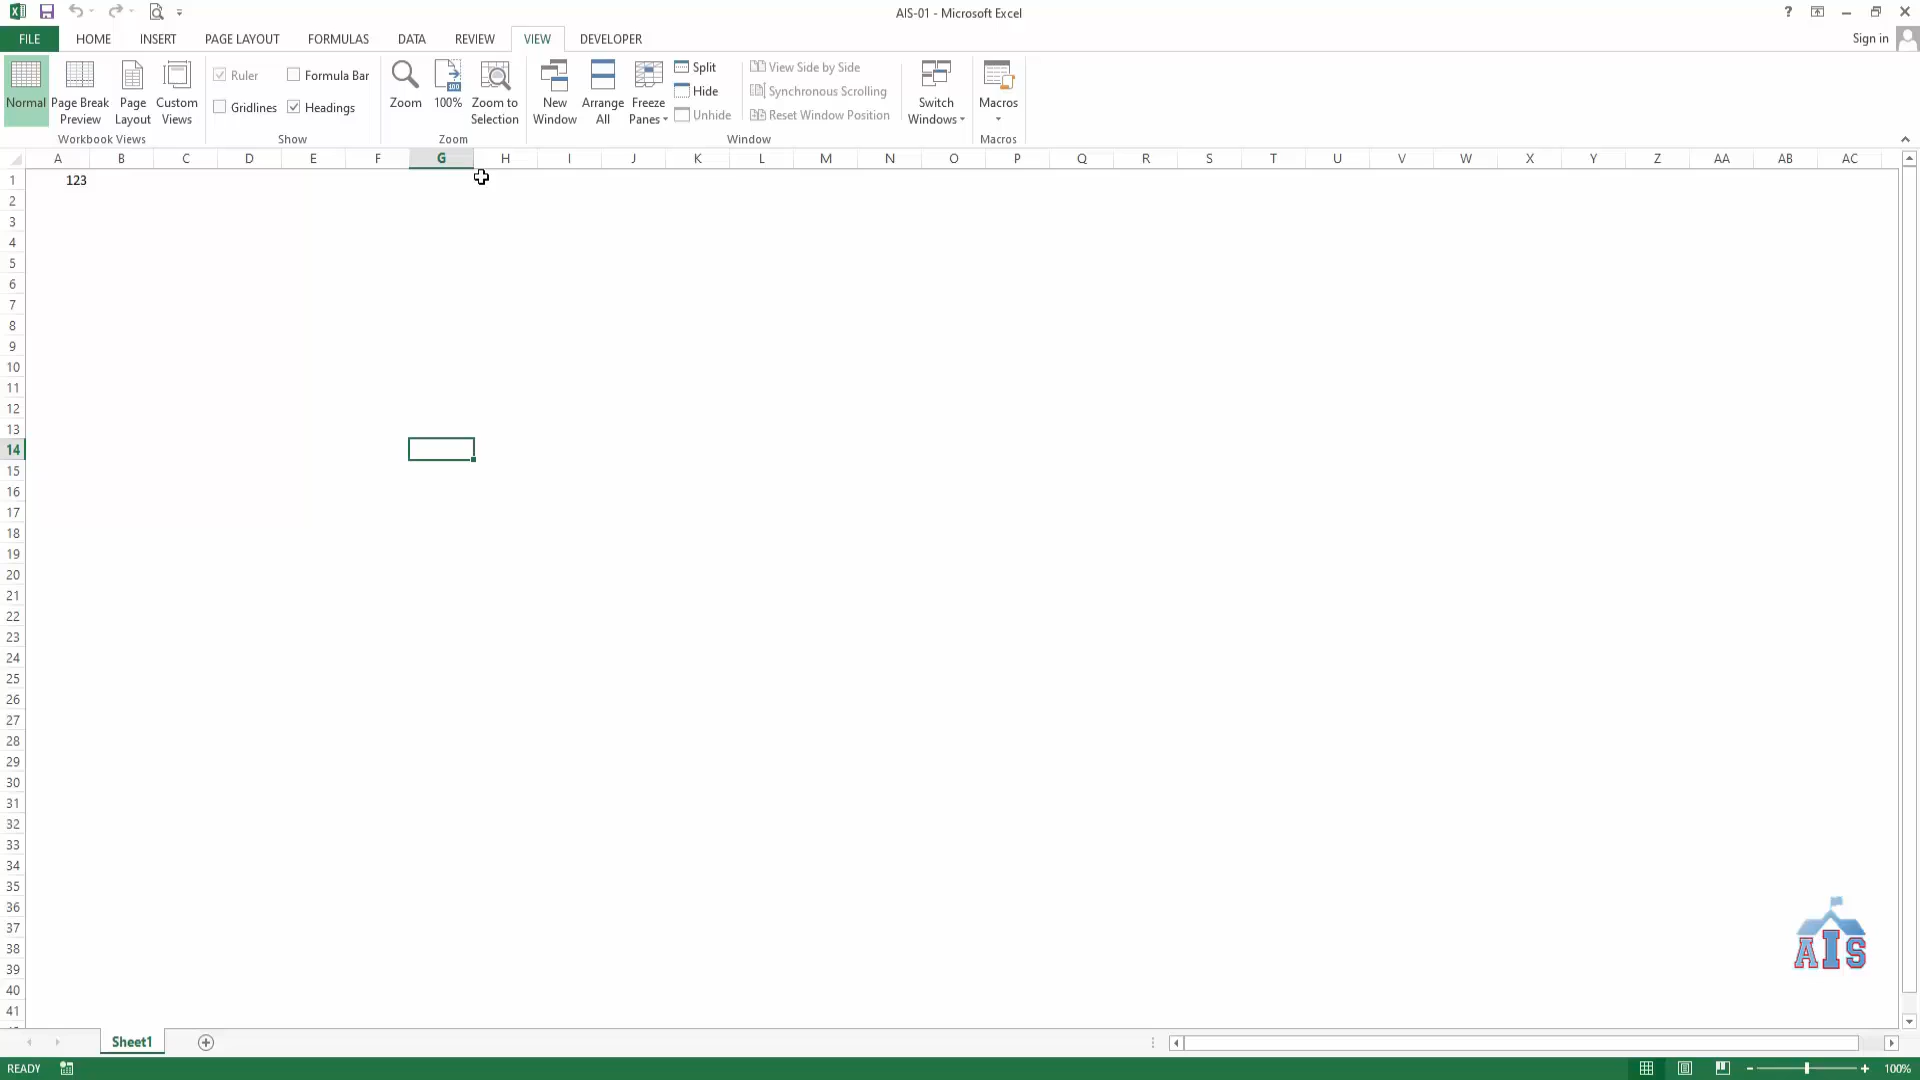 AIS-01 - Microsoft Excel
?
FILE HOME INSERT PAGE LAYOUT FORMULAS DATA REVIEW VIEW DEVELOPER Sign in
Normal Page Break Preview Page Layout Custom Views
Workbook Views
Ruler Formula Bar
Gridlines Headings
Show
Zoom 100% Zoom to Selection
Zoom
New Window Arrange All Freeze Panes
Split
Hide
Unhide
View Side by Side
Synchronous Scrolling
Reset Window Position
Window
Switch Windows
Macros
Macros
A B C D E F G H I J K L M N O P Q R S T U V W X Y Z AA AB AC
1 123
2
3
4
5
6
7
8
9
10
11
12
13
14
15
16
17
18
19
20
21
22
23
24
25
26
27
28
29
30
31
32
33
34
35
36
37
38
39
40
41
AIS
Sheet1
READY 100%